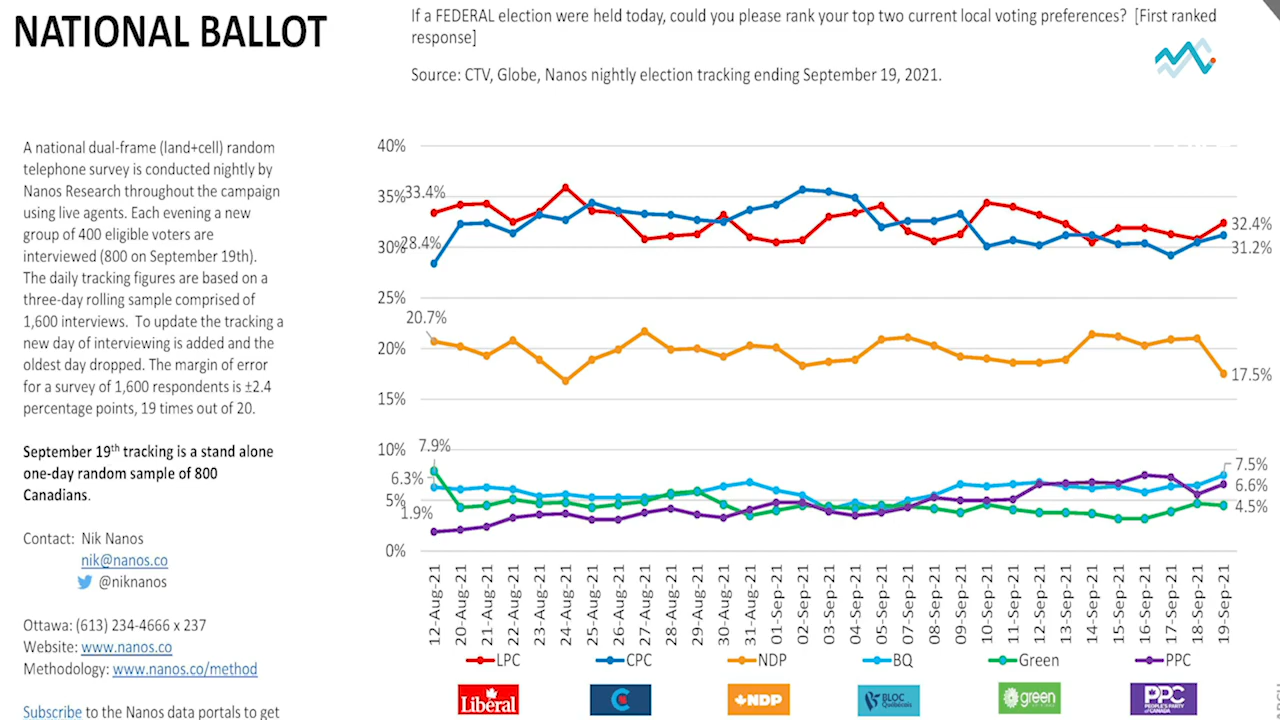 NATIONAL BALLOT
If a FEDERAL election were held today, could you please rank your top two current local voting preferences? [First ranked
response]
Source: CTV, Globe, Nanos nightly election tracking ending September 19, 2021.
A national dual-frame (land+cell) random
telephone survey is conducted nightly by
Nanos Research throughout the campaign
using live agents. Each evening a new
group of 400 eligible voters are
interviewed (800 on September 19th).
The daily tracking figures are based on a
three-day rolling sample comprised of
1,600 interviews. To update the tracking a
new day of interviewing is added and the
oldest day dropped. The margin of error
for a survey of 1,600 respondents is ±2.4
percentage points, 19 times out of 20.
September 19th tracking is a stand alone
one-day random sample of 800
Canadians.
Contact: Nik Nanos
nik@nanos.co
@niknanos
Ottawa: (613) 234-4666 x 237
Website: www.nanos.co
Methodology: www.nanos.co/method
Subscribe to the Nanos data portals to get
40%
35%
33.4%
30%
28.4%
25%
20.7%
20%
15%
10%
7.9%
6.3%
5%
1.9%
0%
32.4%
31.2%
17.5%
7.5%
6.6%
4.5%
12-Aug-21
20-Aug-21
21-Aug-21
22-Aug-21
23-Aug-21
24-Aug-21
25-Aug-21
26-Aug-21
27-Aug-21
28-Aug-21
29-Aug-21
30-Aug-21
31-Aug-21
01-Sep-21
02-Sep-21
03-Sep-21
04-Sep-21
05-Sep-21
07-Sep-21
08-Sep-21
09-Sep-21
10-Sep-21
11-Sep-21
12-Sep-21
13-Sep-21
14-Sep-21
15-Sep-21
16-Sep-21
17-Sep-21
18-Sep-21
19-Sep-21
LPC
CPC
NDP
BQ
Green
PPC
Liberal
C
NDP
BLOC
Québécois
green
PPC
PEOPLE'S PARTY
OF CANADA